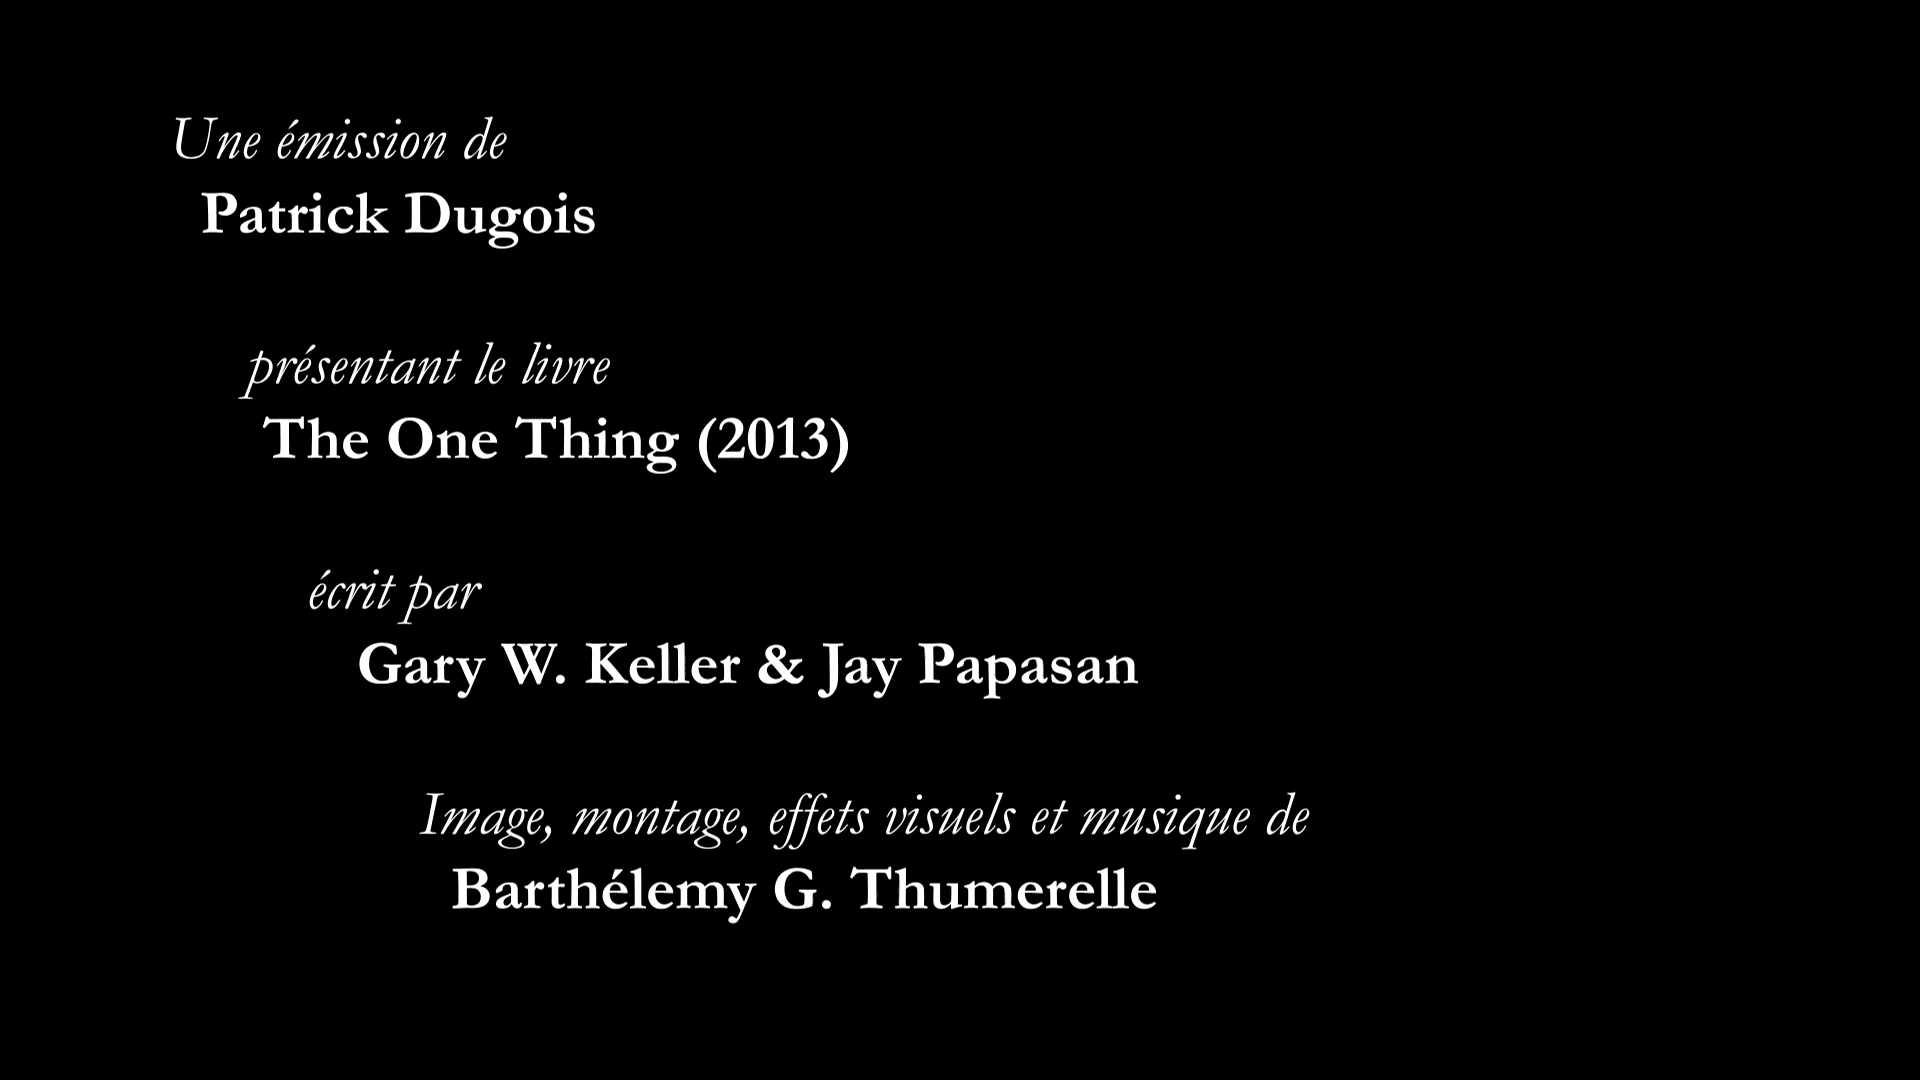 Une émission de
Patrick Dugois
présentant le livre
The One Thing (2013)
écrit par
Gary W. Keller & Jay Papasan
Image, montage, effets visuels et musique de
Barthélemy G. Thumerelle